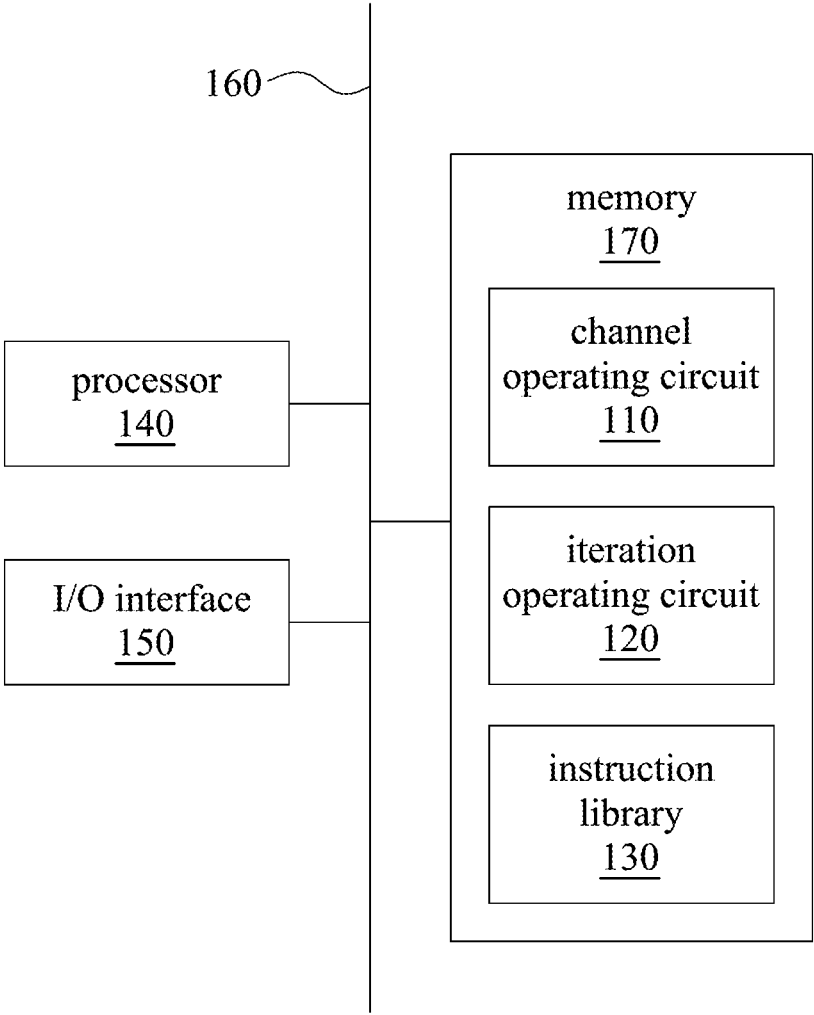 160
memory
170
channel
operating circuit
110
processor
140
iteration
operating circuit
120
I/O interface
150
instruction
library
130